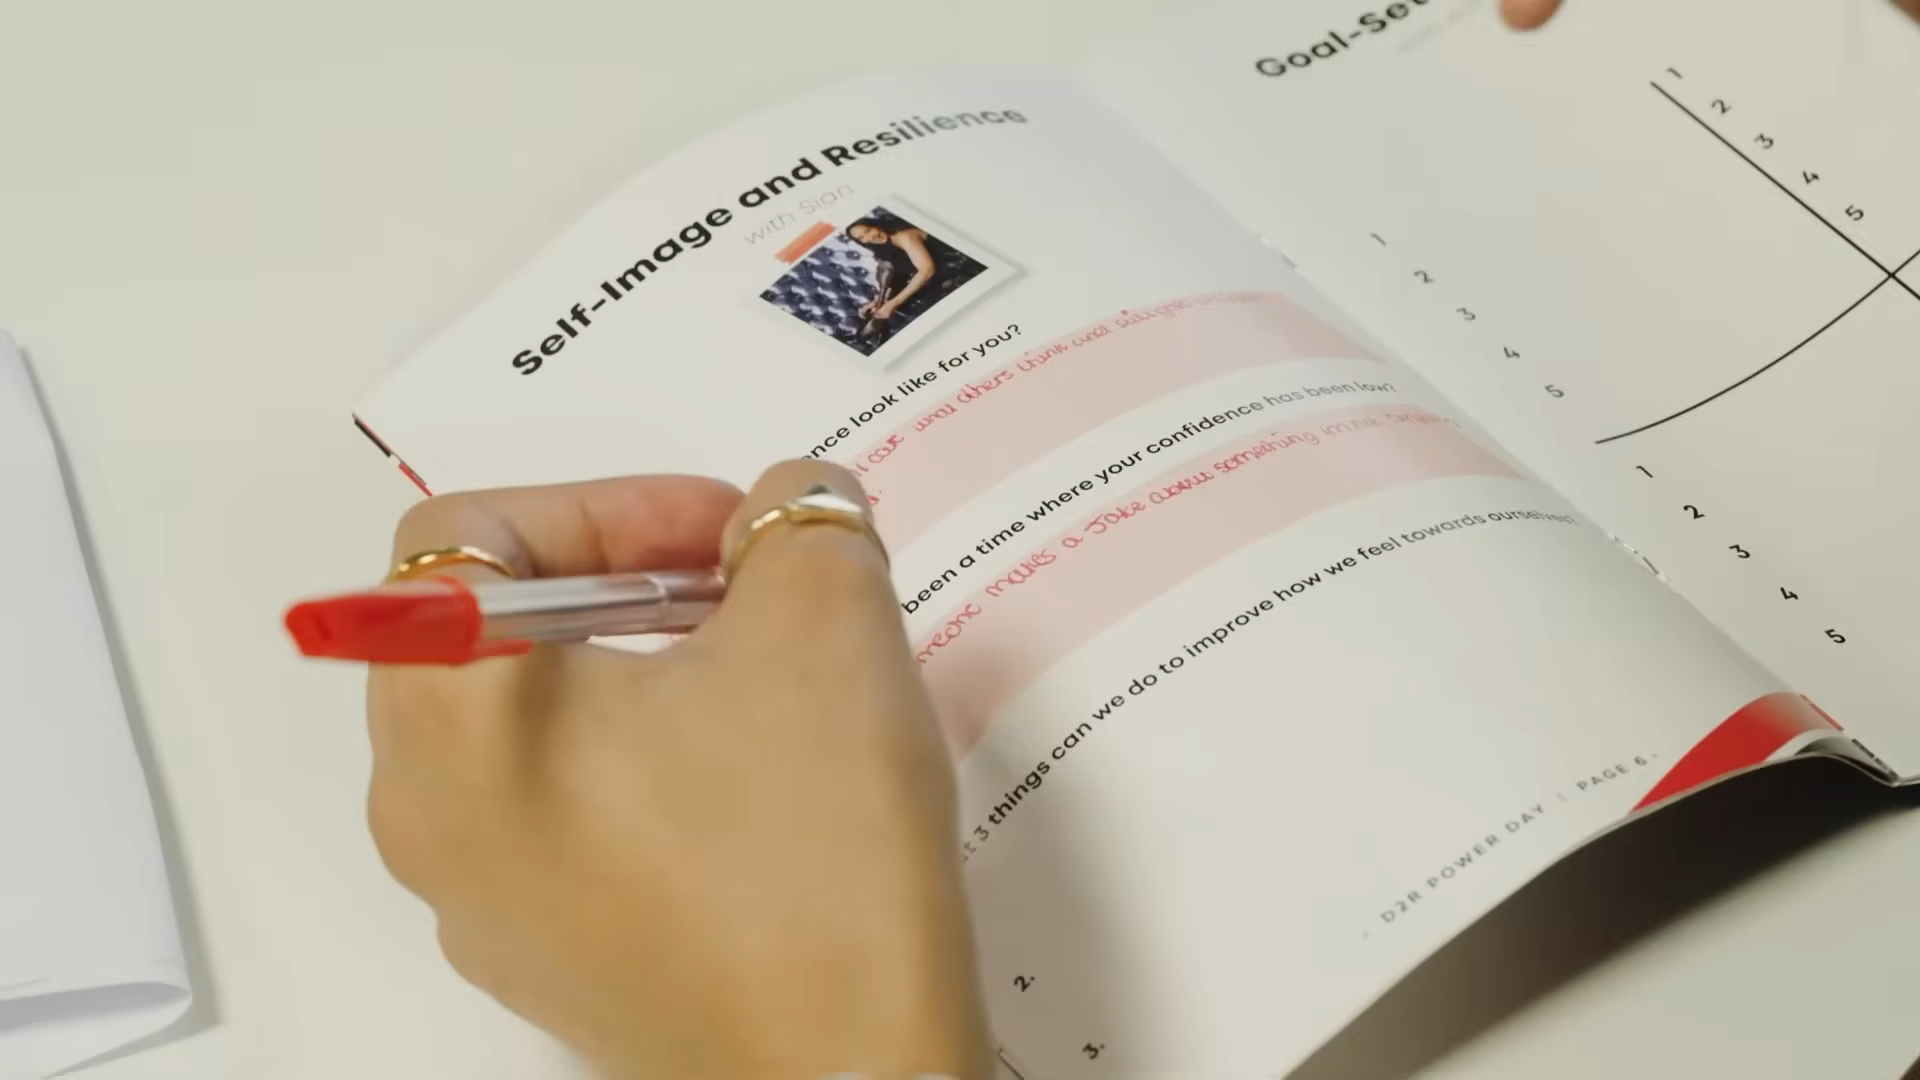 Self-Image and Resilience
with Sian
ence look like for you?
care what others think and
been a time where your confidence has been low?
makes a Joke about something
3 things can we do to improve how we feel towards ourselves?
2.
3.
D2R POWER DAY | PAGE 6
Goal-Set
1
2
3
4
5
1
2
3
4
5
1
2
3
4
5